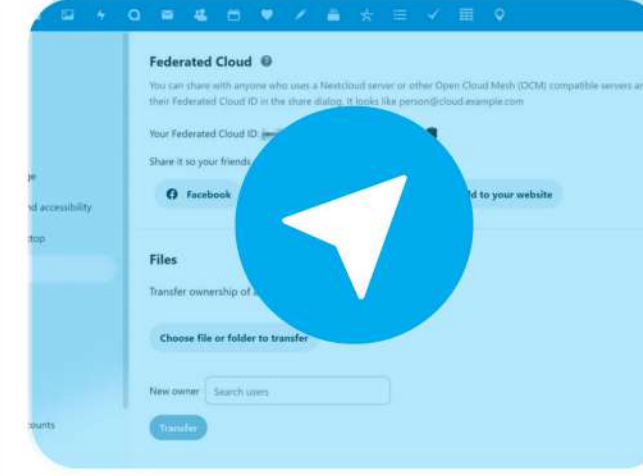 Federated Cloud
You can share with anyone who uses a Nextcloud server or other Open Cloud Mesh (OCM) compatible servers
their Federated Cloud ID in the share dialog. It looks like person@cloud.example.com
Your Federated Cloud ID:
Share it so your friends
Facebook
to your website
nd accessibility
Files
Transfer ownership of
Choose file or folder to transfer
New owner
Search users
Transfer
ounts